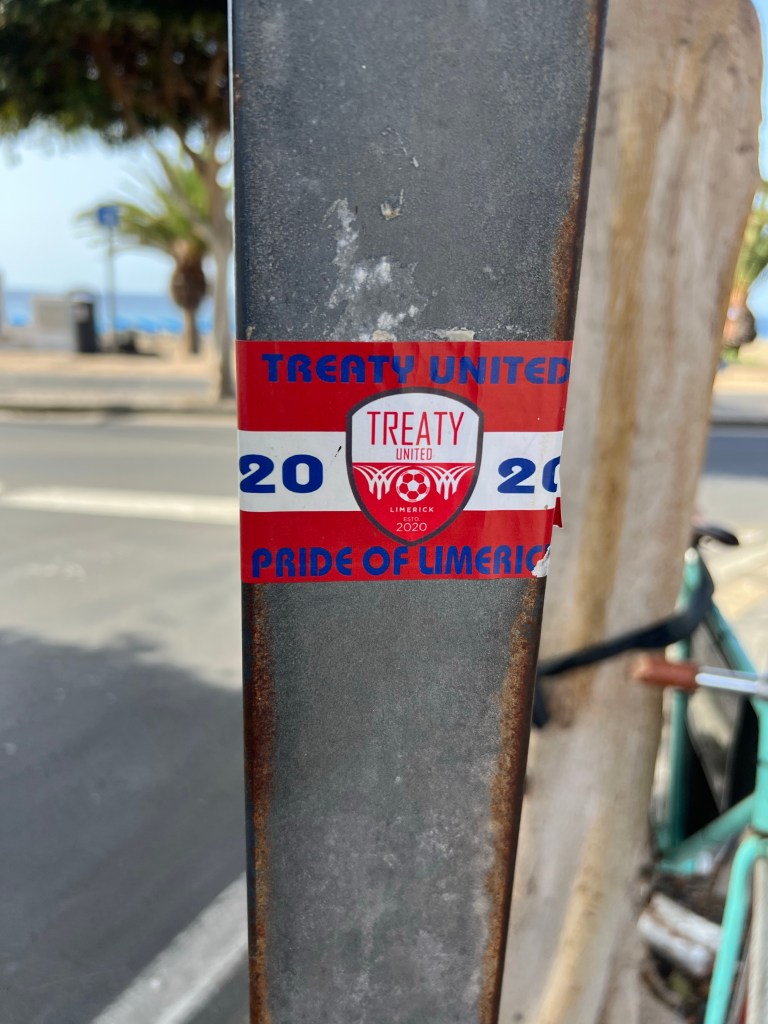 TREATY UNITED
20
TREATY
UNITED
LIMERICK
ESTD.
2020
20
PRIDE OF LIMERIC